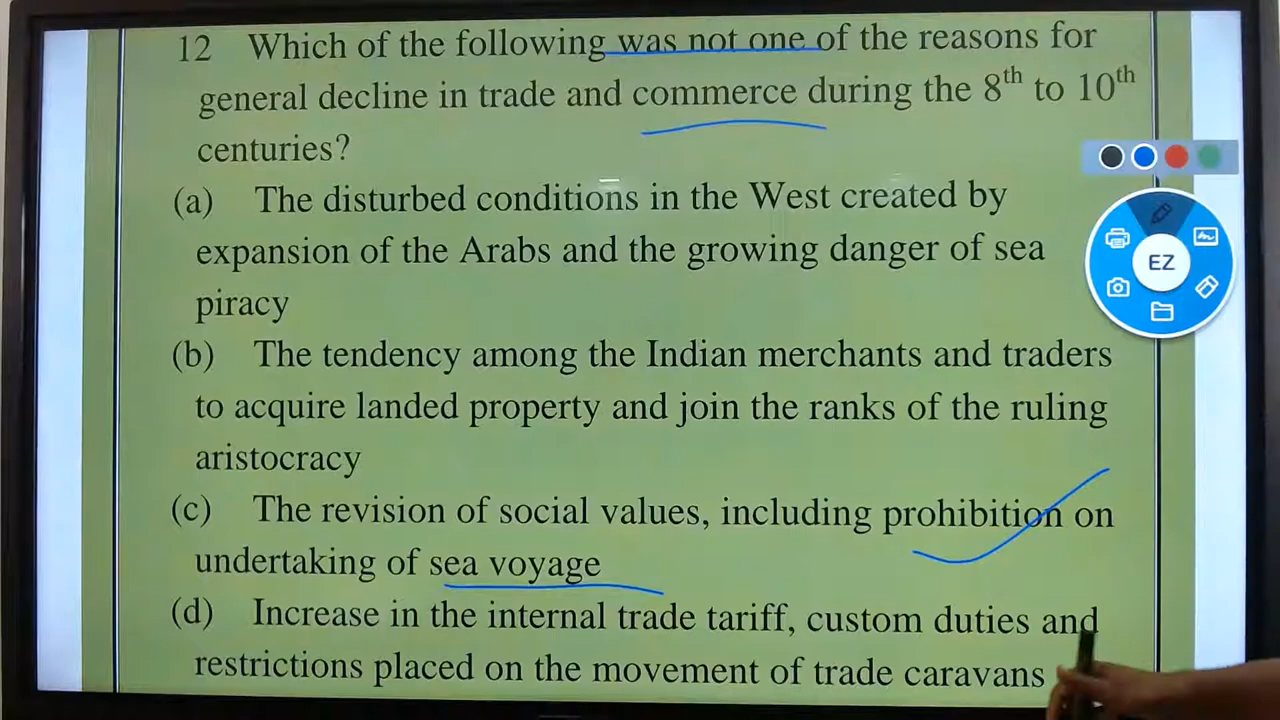 12 Which of the following was not one of the reasons for
general decline in trade and commerce during the 8th to 10th
centuries?
(a) The disturbed conditions in the West created by
expansion of the Arabs and the growing danger of sea
piracy
(b) The tendency among the Indian merchants and traders
to acquire landed property and join the ranks of the ruling
aristocracy
(c) The revision of social values, including prohibition on
undertaking of sea voyage
(d) Increase in the internal trade tariff, custom duties and
restrictions placed on the movement of trade caravans
EZ